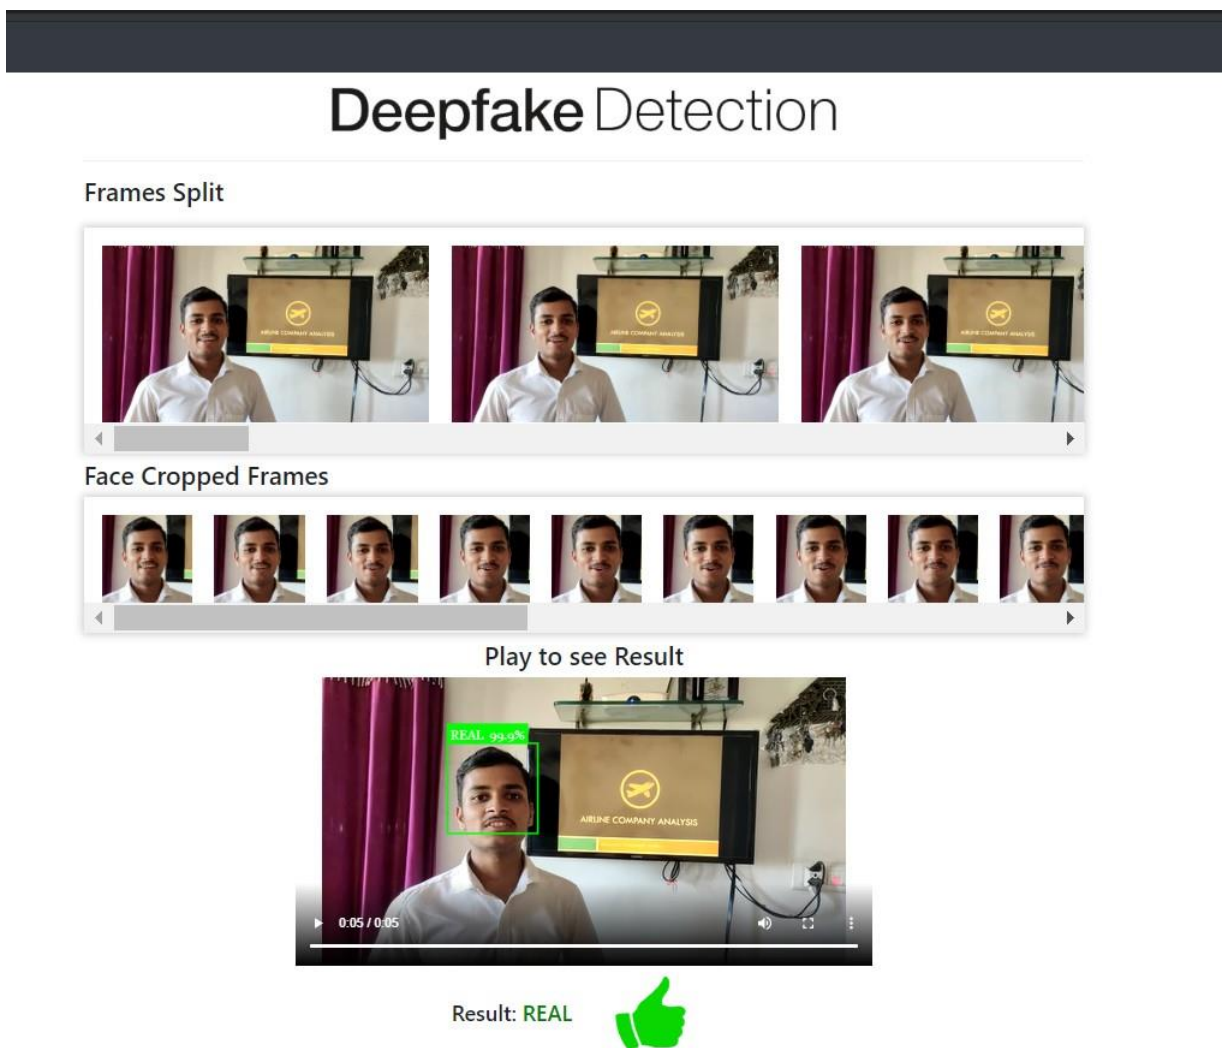 Deepfake Detection
Frames Split
AIRLINE COMPANY ANALYSIS
AIRLINE COMPANY ANALYSIS
AIRLINE COMPANY ANALYSIS
Face Cropped Frames
Play to see Result
REAL 99.9%
AIRLINE COMPANY ANALYSIS
0:05 / 0:05
Result: REAL